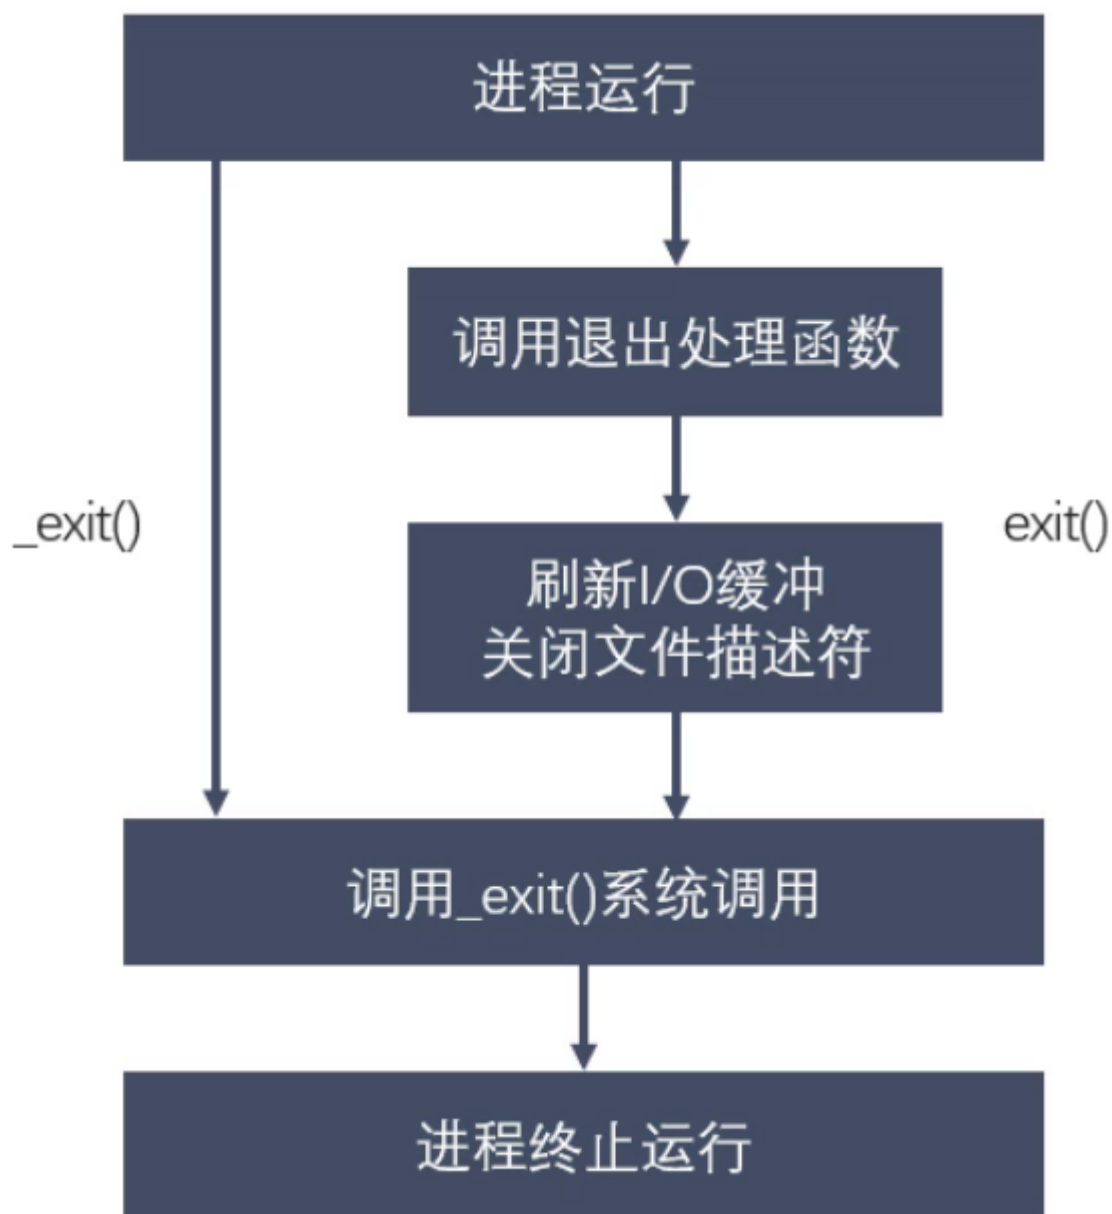 进程运行
调用退出处理函数
_exit()
exit()
刷新I/O缓冲
关闭文件描述符
调用_exit()系统调用
进程终止运行